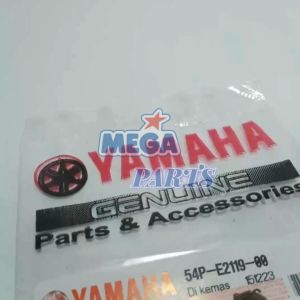 MEGA
YAMAHA
PARTS
GENUINE
Parts & Accessories
YAMAHA
54P-E2119-00
Di kemas 151223